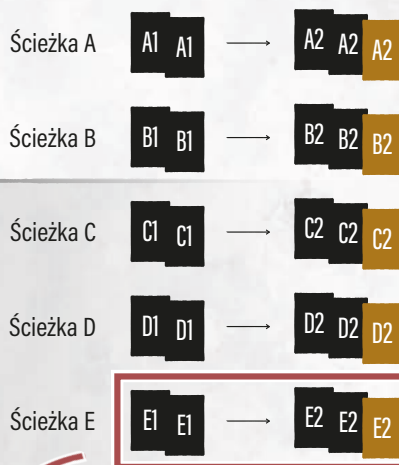 Ścieżka A A1 A1 → A2 A2 A2
Ścieżka B B1 B1 → B2 B2 B2
Ścieżka C C1 C1 → C2 C2 C2
Ścieżka D D1 D1 → D2 D2 D2
Ścieżka E E1 E1 → E2 E2 E2